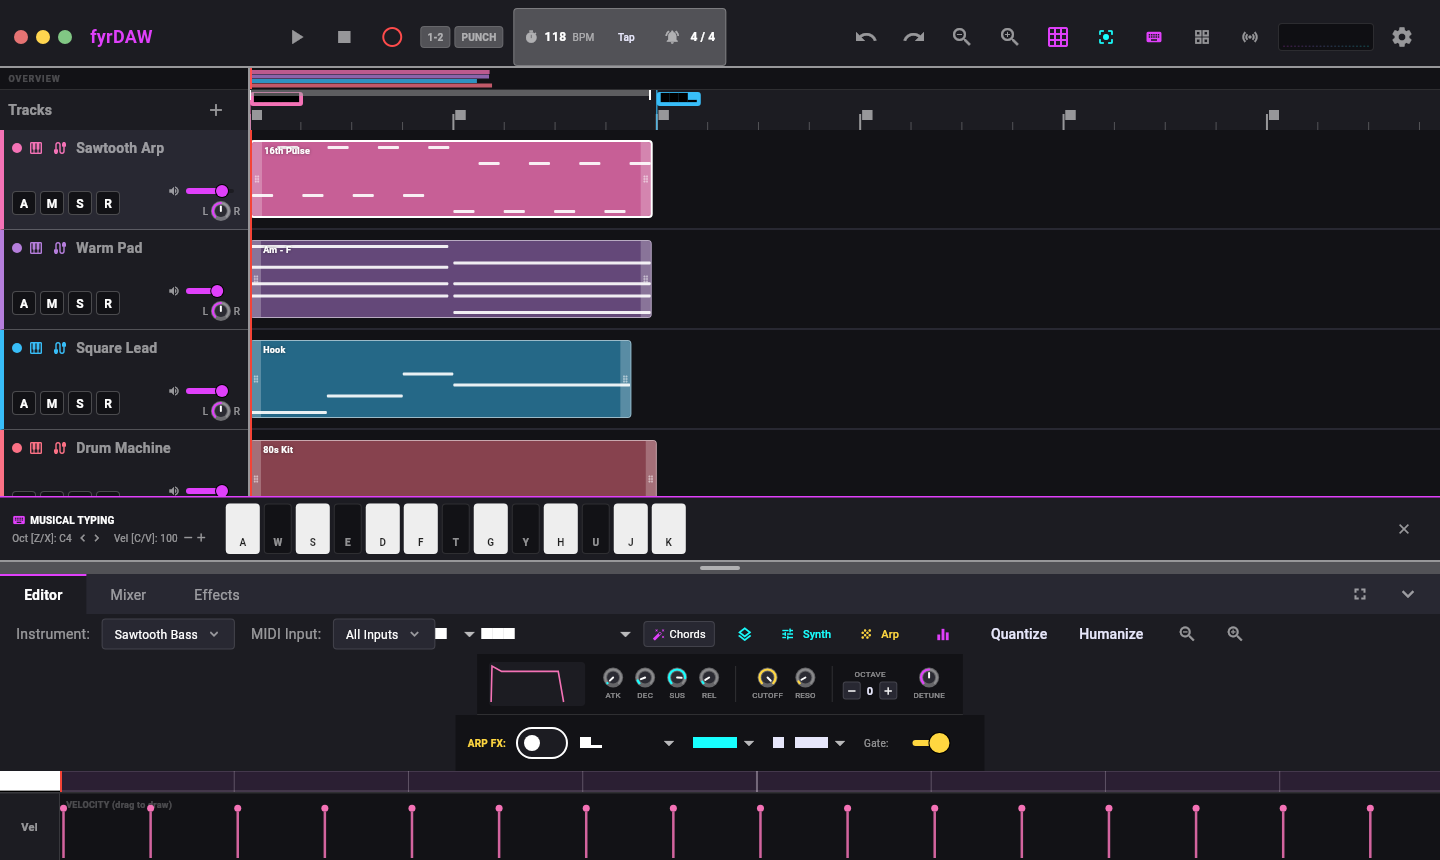 fyrDAW
1-2 PUNCH 118 BPM Tap 4 / 4
OVERVIEW
Tracks
Sawtooth Arp
A M S R
L R
16th Pulse
Warm Pad
A M S R
L R
Am - F
Square Lead
A M S R
L R
Hook
Drum Machine
80s Kit
MUSICAL TYPING
Oct [Z/X]: C4 Vel [C/V]: 100
A W S E D F T G Y H U J K
Editor Mixer Effects
Instrument: Sawtooth Bass MIDI Input: All Inputs Chords Synth Arp Quantize Humanize
ATK DEC SUS REL CUTOFF RESO OCTAVE 0 DETUNE
ARP FX: Gate:
VELOCITY (drag to draw)
Vel